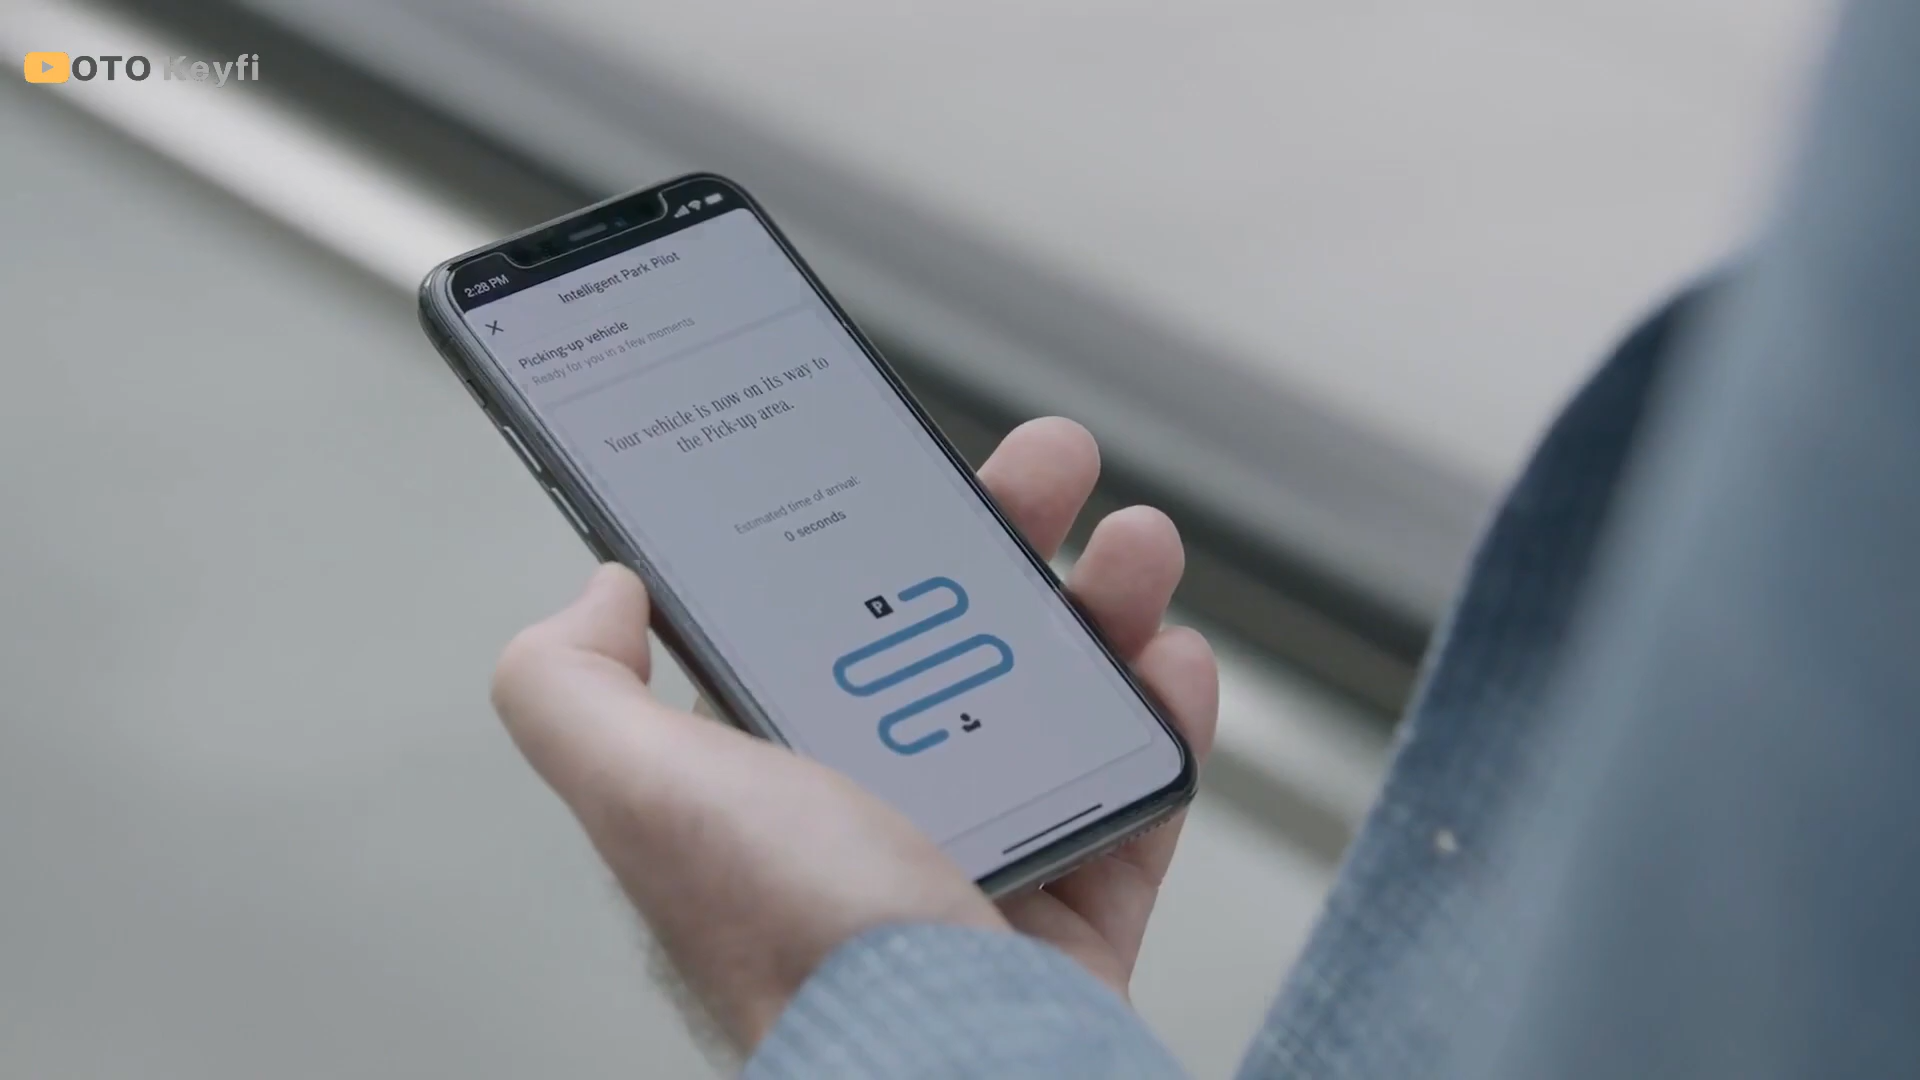 OTO Keyfi
2:28 PM
Intelligent Park Pilot
Picking-up vehicle
Ready for you in a few moments
Your vehicle is now on its way to
the Pick-up area.
Estimated time of arrival:
0 seconds
P